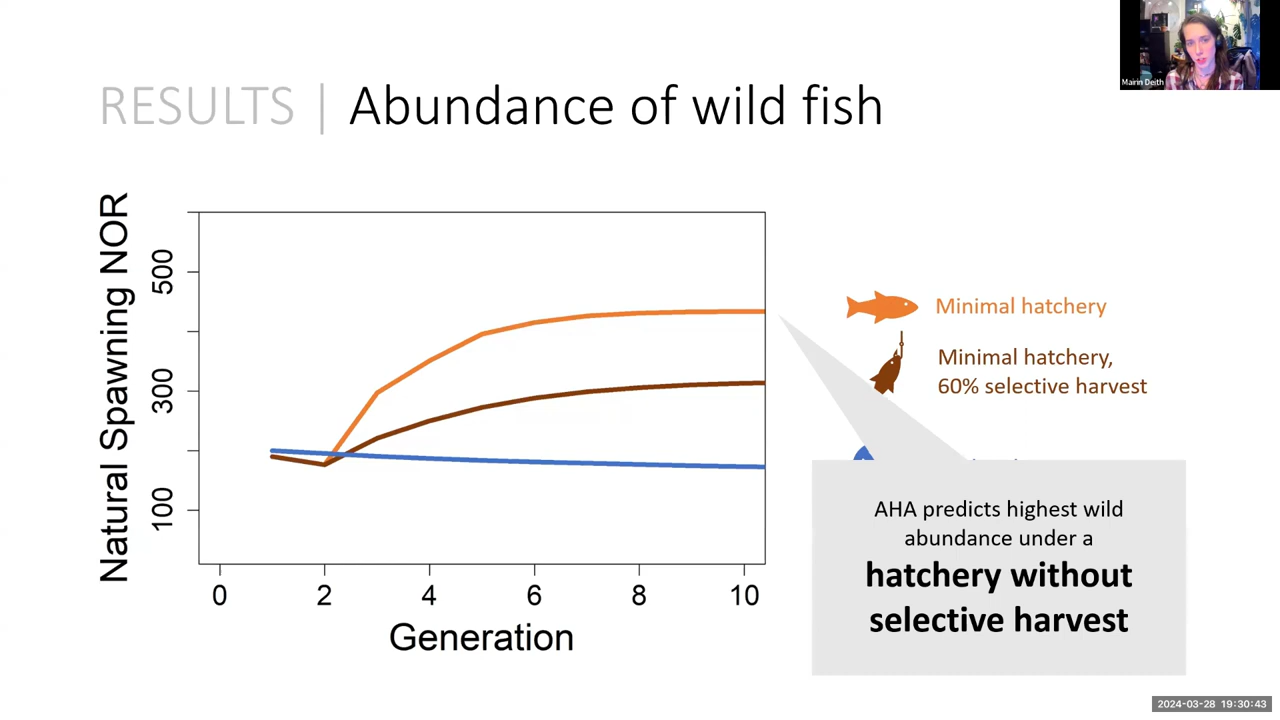 Mairin Deith
RESULTS | Abundance of wild fish
Natural Spawning NOR
500
300
100
0 2 4 6 8 10
Generation
Minimal hatchery
Minimal hatchery,
60% selective harvest
AHA predicts highest wild
abundance under a
hatchery without
selective harvest
2024-03-28 19:30:43